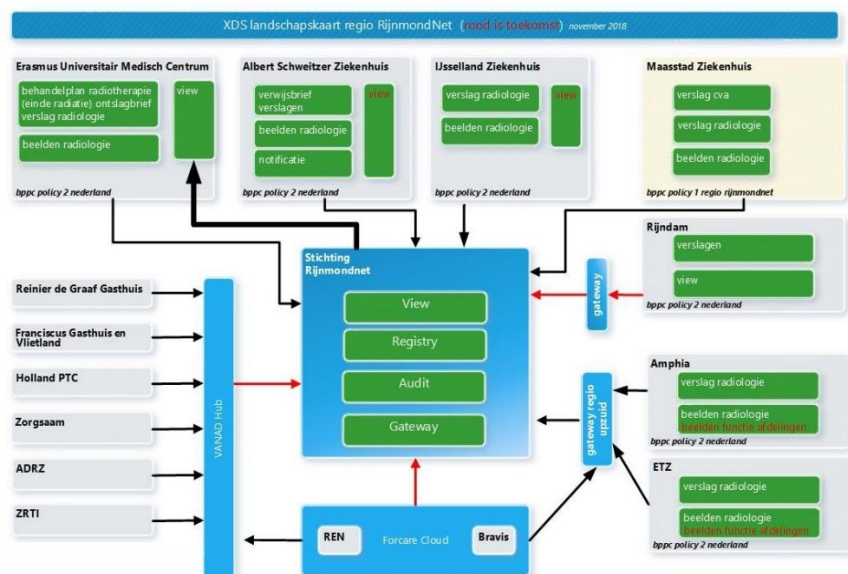 XDS landschapskaart regio RijnmondNet (rood is toekomst) november 2018
Erasmus Universitair Medisch Centrum
behandelplan radiotherapie
(einde radiatie) ontslagbrief
verslag radiologie
view
beelden radiologie
bppc policy 2 nederland
Albert Schweitzer Ziekenhuis
verwijsbrief
verslagen
view
beelden radiologie
notificatie
bppc policy 2 nederland
IJsselland Ziekenhuis
verslag radiologie
view
beelden radiologie
bppc policy 2 nederland
Maasstad Ziekenhuis
verslag cva
verslag radiologie
beelden radiologie
bppc policy 1 regio rijnmondnet
Rijndam
verslagen
view
bppc policy 2 nederland
gateway
Stichting
Rijnmondnet
View
Registry
Audit
Gateway
Reinier de Graaf Gasthuis
Franciscus Gasthuis en
Vlietland
Holland PTC
Zorgsaam
ADRZ
ZRTI
VANAD Hub
gateway regio
upzuid
Amphia
verslag radiologie
beelden radiologie
beelden functie afdelingen
bppc policy 2 nederland
ETZ
verslag radiologie
beelden radiologie
beelden functie afdelingen
bppc policy 2 nederland
REN
Forcare Cloud
Bravis